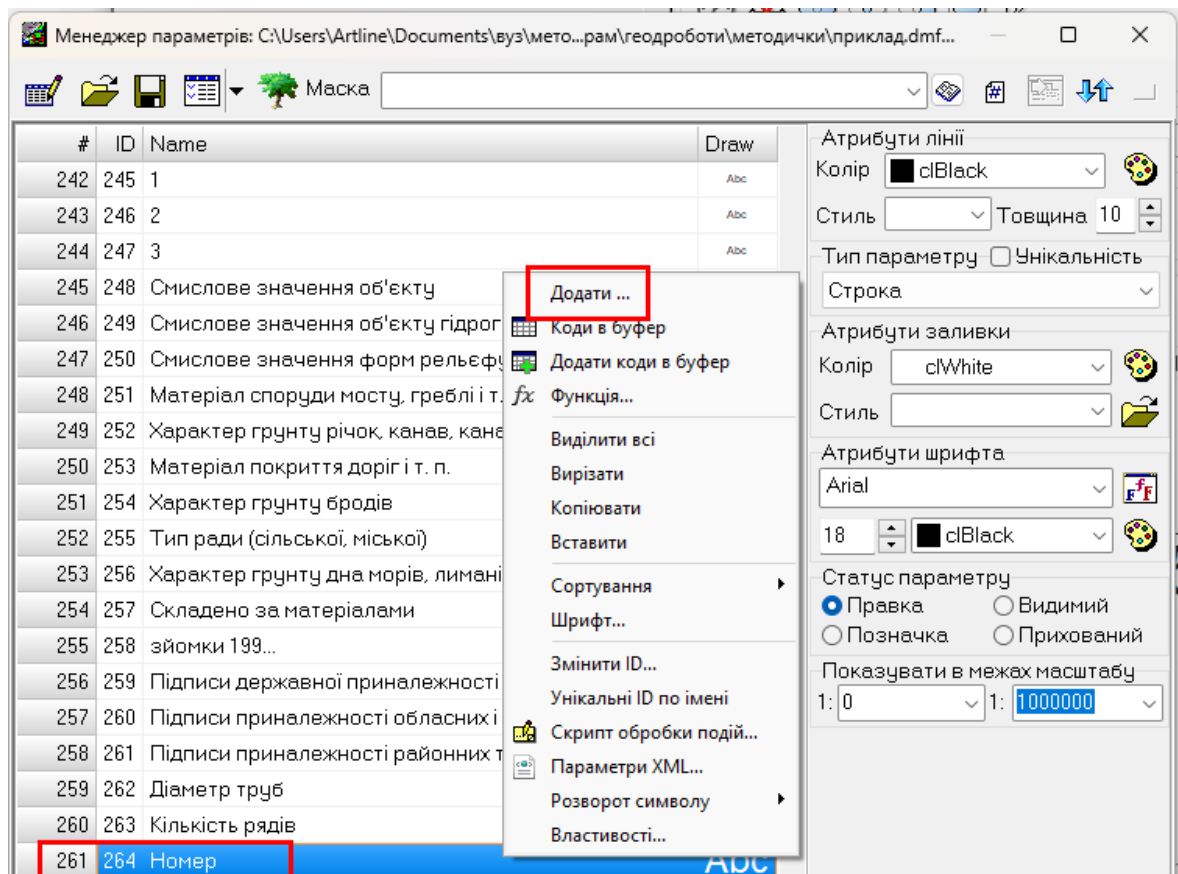 Менеджер параметрів: C:\Users\Artline\Documents\вуз\мето...рам\геодроботи\методички\приклад.dmf...
Маска
# ID Name Draw
242 245 1 Abc
243 246 2 Abc
244 247 3 Abc
245 248 Смислове значення об'єкту
246 249 Смислове значення об'єкту гідрог
247 250 Смислове значення форм рельєфу
248 251 Матеріал споруди мосту, греблі і т.
249 252 Характер грунту річок, канав, кана
250 253 Матеріал покриття доріг і т. п.
251 254 Характер грунту бродів
252 255 Тип ради (сільської, міської)
253 256 Характер грунту дна морів, лимані
254 257 Складено за матеріалами
255 258 зйомки 199...
256 259 Підписи державної приналежності
257 260 Підписи приналежності обласних і
258 261 Підписи приналежності районних т
259 262 Діаметр труб
260 263 Кількість рядів
261 264 Номер Abc
Додати ...
Коди в буфер
Додати коди в буфер
fx Функція...
Виділити всі
Вирізати
Копіювати
Вставити
Сортування
Шрифт...
Змінити ID...
Унікальні ID по імені
Скрипт обробки подій...
Параметри XML...
Розворот символу
Властивості...
Атрибути лінії
Колір clBlack
Стиль Товщина 10
Тип параметру Унікальність
Строка
Атрибути заливки
Колір clWhite
Стиль
Атрибути шрифта
Arial
18 clBlack
Статус параметру
Правка Видимий
Позначка Прихований
Показувати в межах масштабу
1: 0 1: 1000000